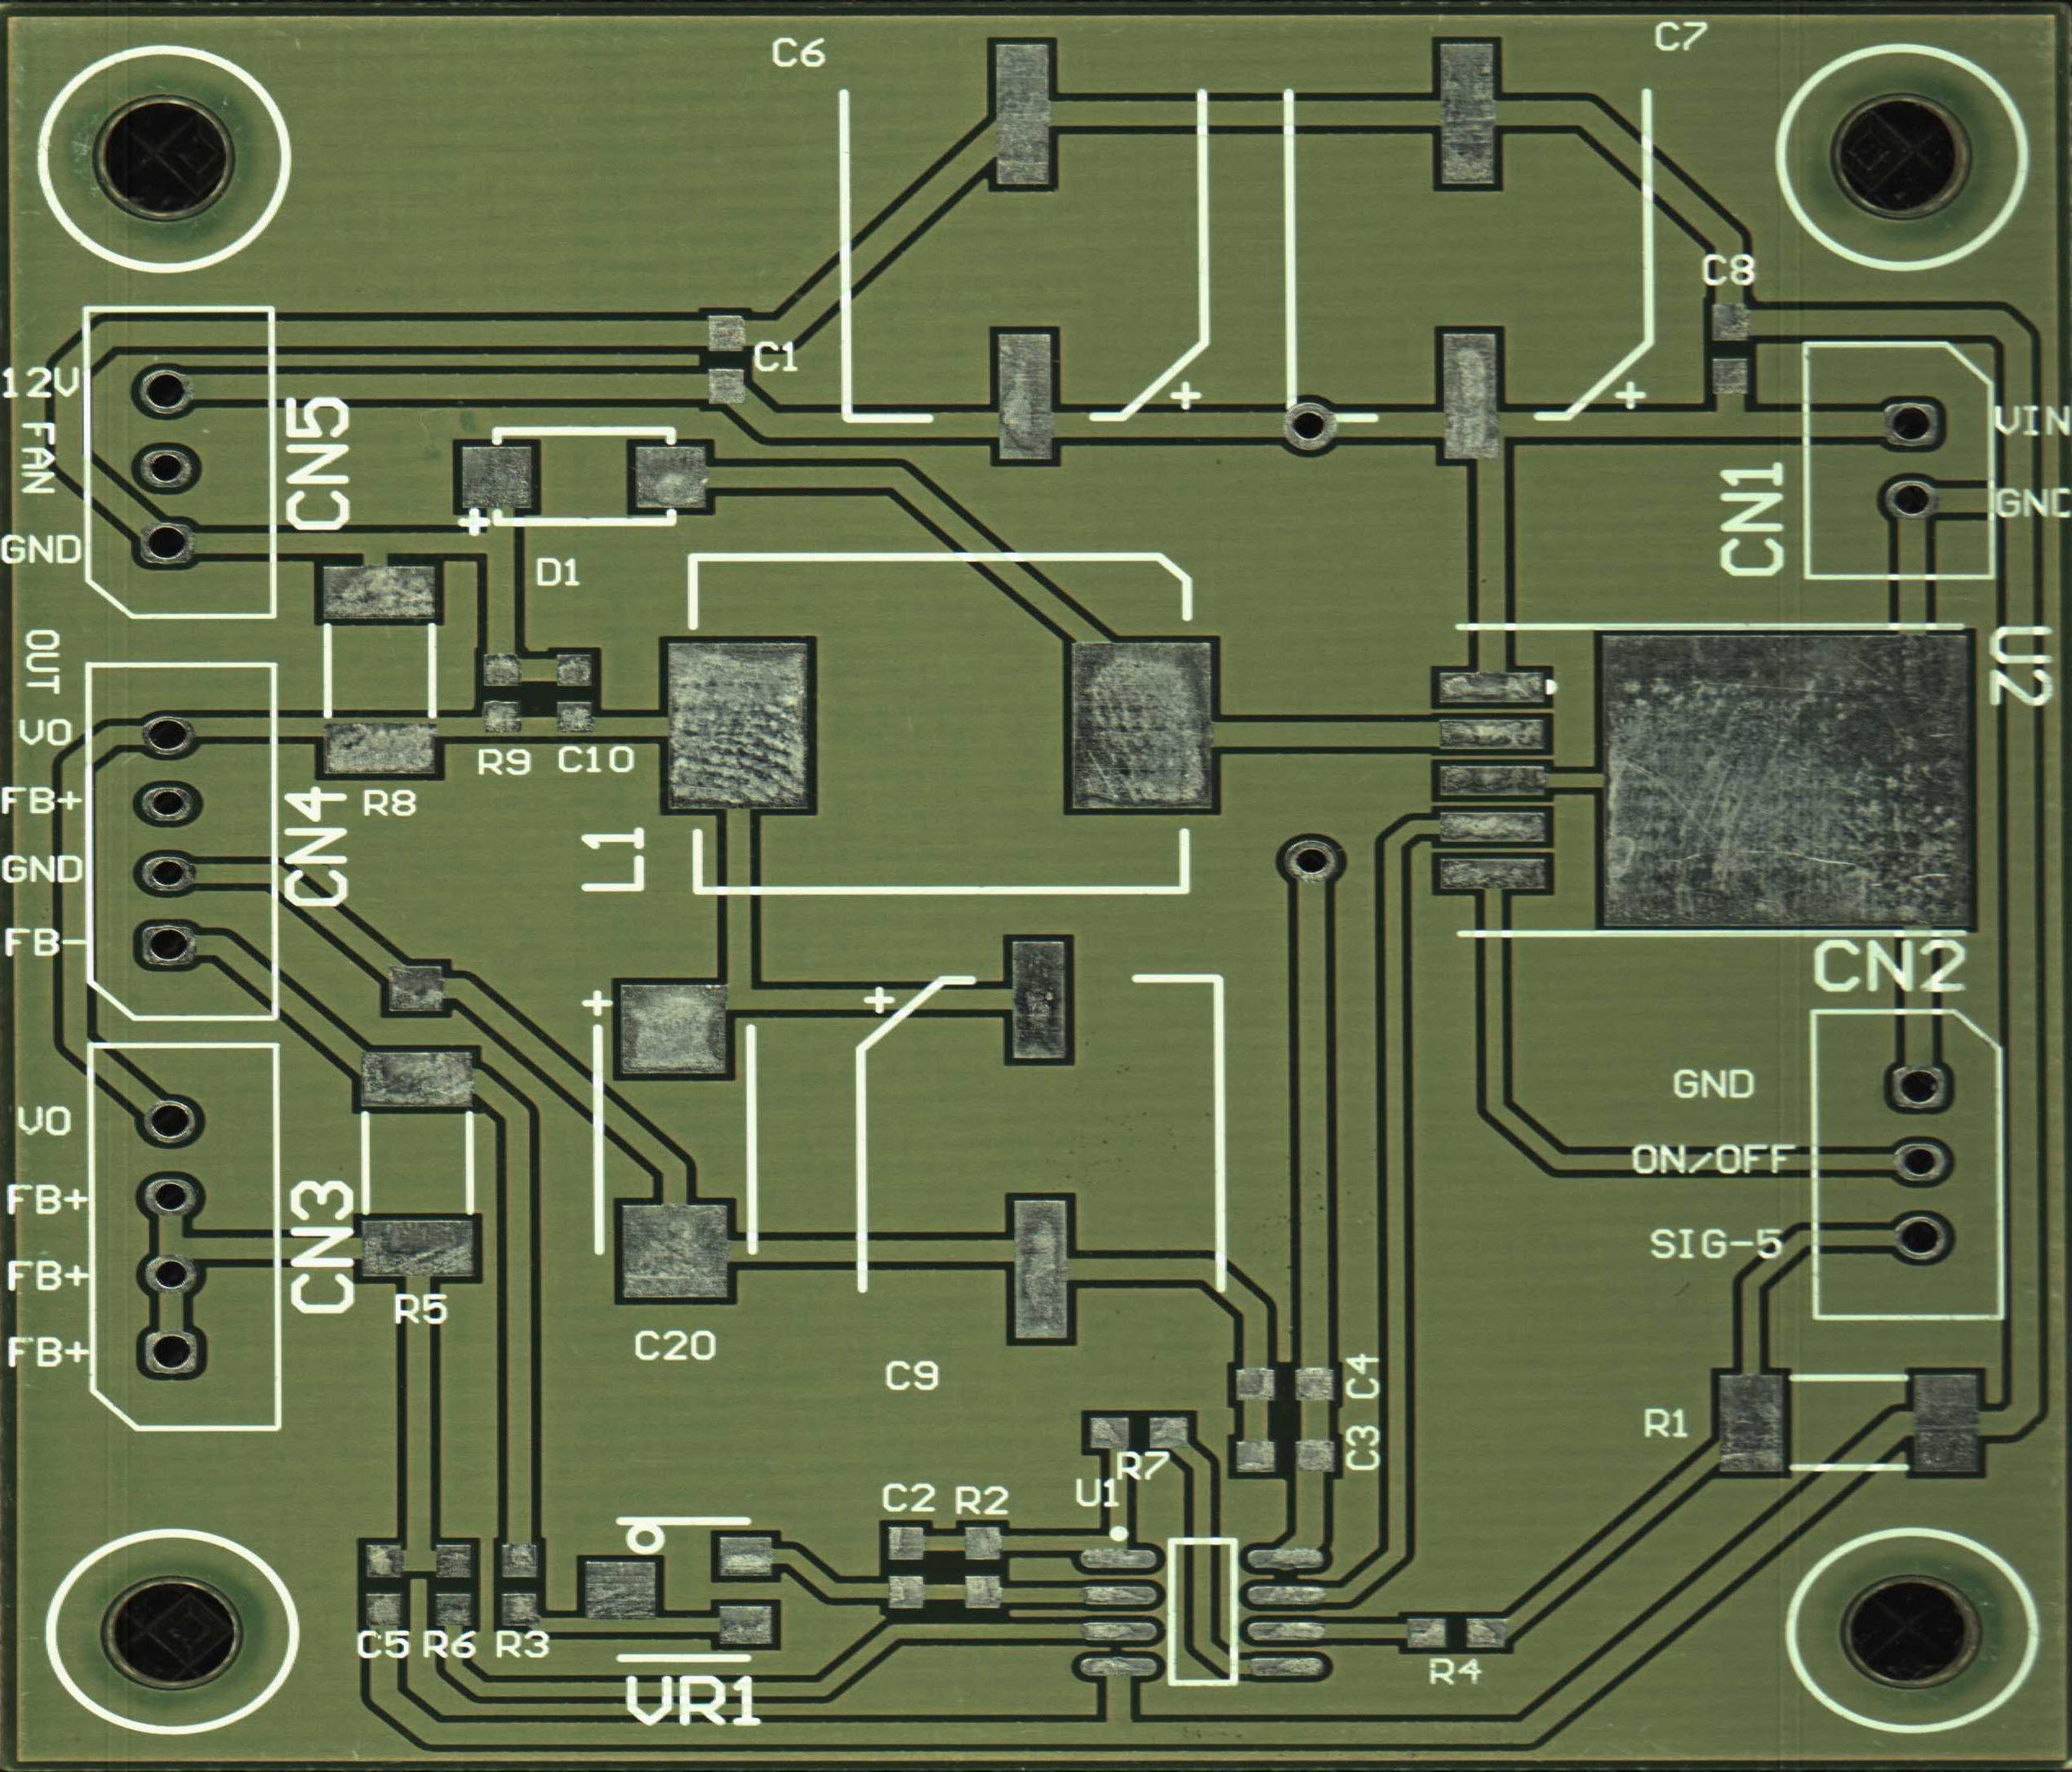 C6
C7
C8
C1
12V
FAN
GND
CN5
VIN
GND
CN1
D1
U2
OUT
VO
FB+
GND
FB-
CN4
R9
C10
R8
L1
CN2
GND
ON/OFF
SIG-5
VO
FB+
FB+
FB+
CN3
R5
C20
C9
C4
C3
R1
R7
U1
C2
R2
C5
R6
R3
VR1
R4
+
+
+
+
+